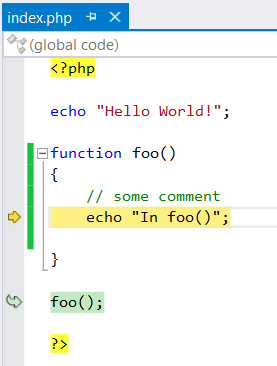 index.php
(global code)
<?php
echo "Hello World!";
function foo()
{
// some comment
echo "In foo()";
}
foo();
?>